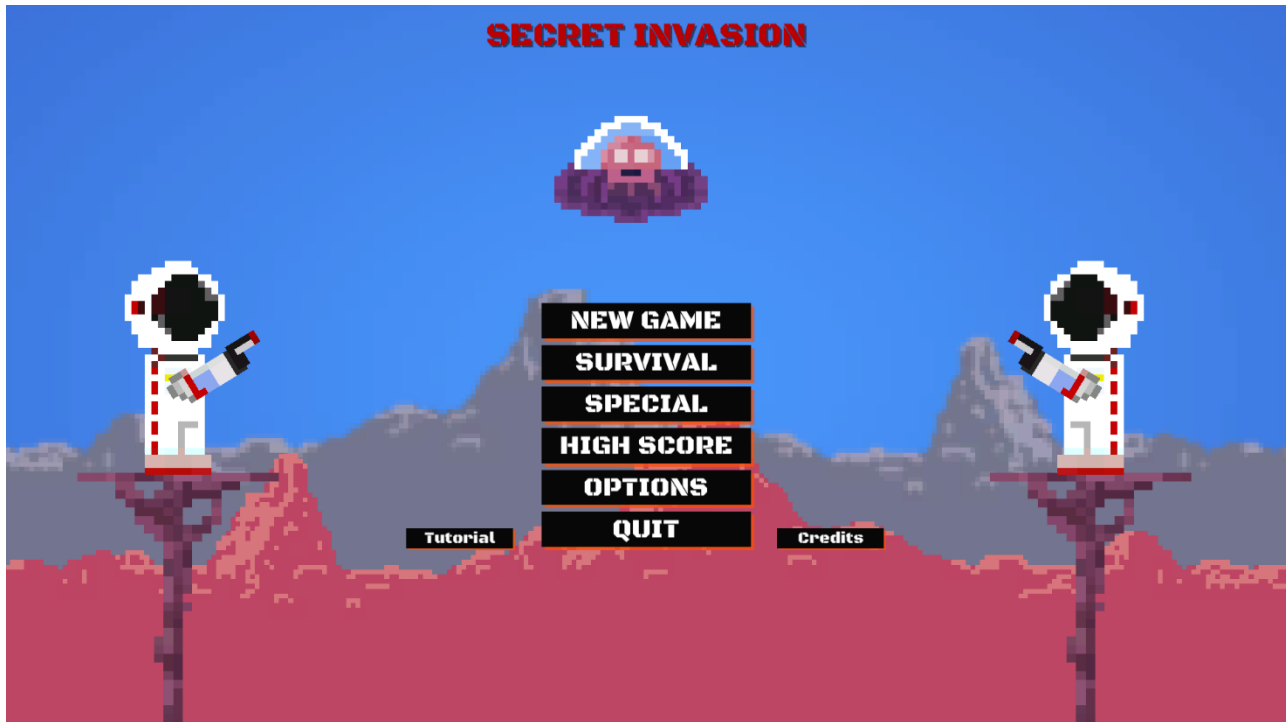 SECRET INVASION
NEW GAME
SURVIVAL
SPECIAL
HIGH SCORE
OPTIONS
QUIT
Tutorial
Credits